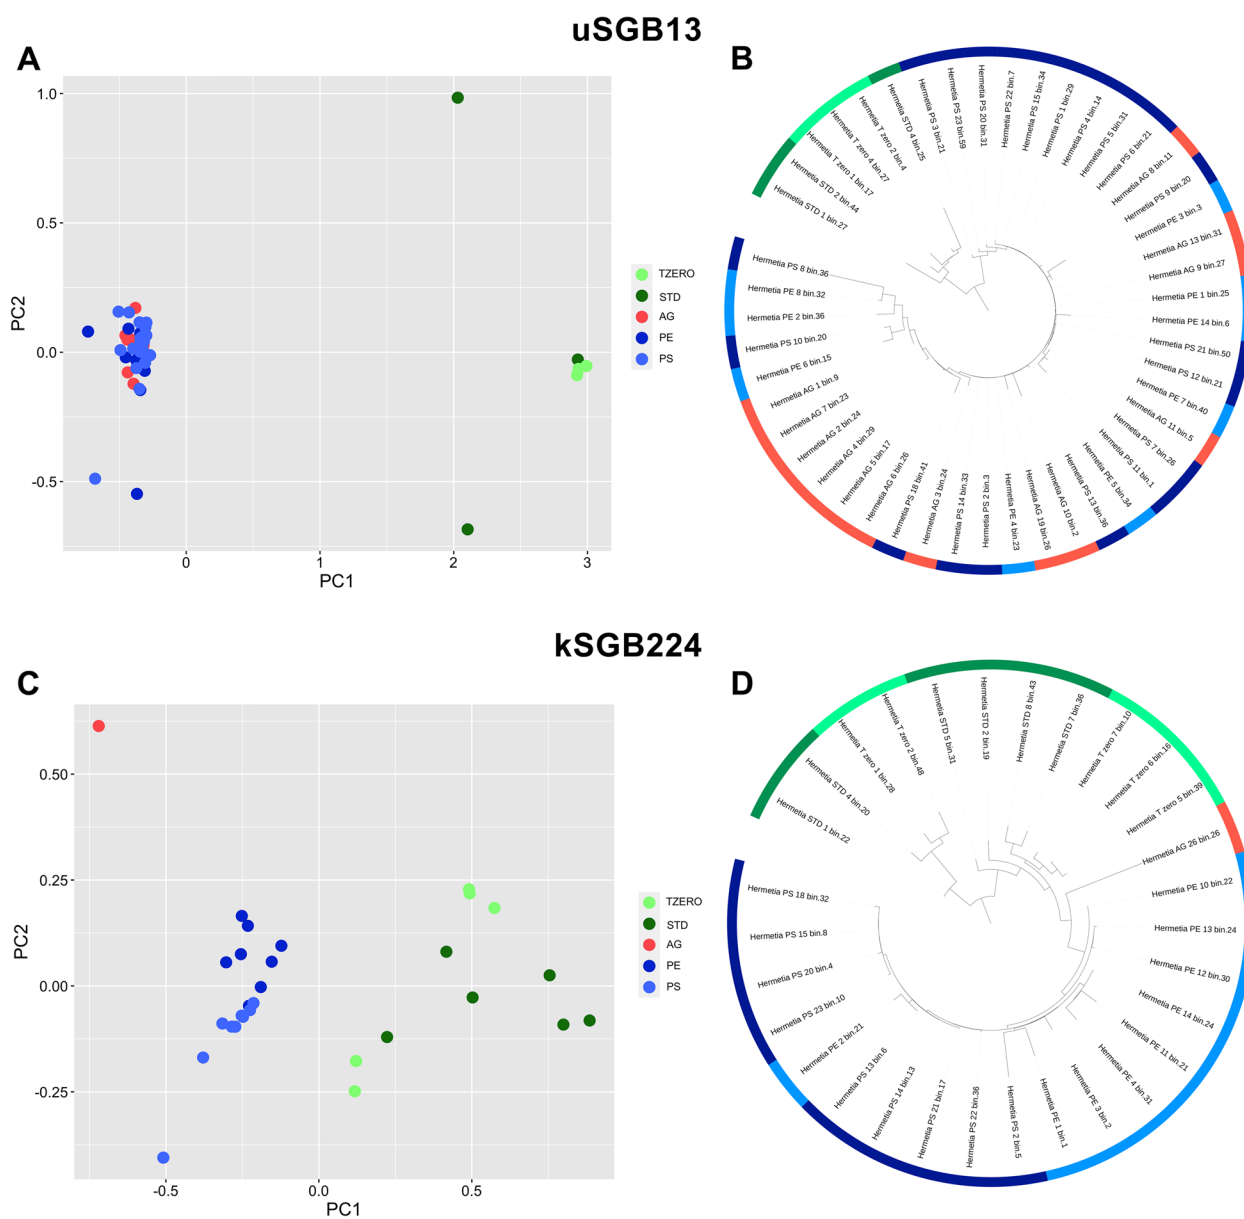 uSGB13
A
1.0
0.5
0.0
-0.5
PC2
0
1
2
3
PC1
TZERO
STD
AG
PE
PS
B
Hermetia STD 1 bin.27
Hermetia STD 2 bin.44
Hermetia T zero 1 bin.17
Hermetia T zero 4 bin.27
Hermetia T zero 2 bin.4
Hermetia STD 4 bin.25
Hermetia PS 3 bin.21
Hermetia PS 23 bin.59
Hermetia PS 20 bin.31
Hermetia PS 22 bin.7
Hermetia PS 15 bin.34
Hermetia PS 1 bin.29
Hermetia PS 4 bin.14
Hermetia PS 5 bin.31
Hermetia PS 6 bin.21
Hermetia AG 8 bin.11
Hermetia PS 9 bin.20
Hermetia PE 3 bin.3
Hermetia AG 13 bin.31
Hermetia AG 9 bin.27
Hermetia PE 1 bin.25
Hermetia PE 14 bin.6
Hermetia PS 21 bin.50
Hermetia PS 12 bin.21
Hermetia PE 7 bin.40
Hermetia AG 11 bin.5
Hermetia PS 7 bin.26
Hermetia PS 11 bin.1
Hermetia PE 5 bin.34
Hermetia PS 13 bin.36
Hermetia AG 10 bin.2
Hermetia AG 19 bin.26
Hermetia PE 4 bin.23
Hermetia PS 2 bin.3
Hermetia PS 14 bin.33
Hermetia AG 3 bin.24
Hermetia PS 18 bin.41
Hermetia AG 6 bin.26
Hermetia AG 5 bin.17
Hermetia AG 4 bin.29
Hermetia AG 2 bin.24
Hermetia AG 7 bin.23
Hermetia AG 1 bin.9
Hermetia PE 6 bin.15
Hermetia PS 10 bin.20
Hermetia PE 2 bin.36
Hermetia PE 8 bin.32
Hermetia PS 8 bin.36
kSGB224
C
0.50
0.25
0.00
-0.25
PC2
-0.5
0.0
0.5
PC1
TZERO
STD
AG
PE
PS
D
Hermetia STD 1 bin.22
Hermetia STD 4 bin.20
Hermetia T zero 1 bin.28
Hermetia T zero 2 bin.48
Hermetia STD 5 bin.31
Hermetia STD 2 bin.19
Hermetia STD 8 bin.43
Hermetia STD 7 bin.36
Hermetia T zero 7 bin.10
Hermetia T zero 6 bin.16
Hermetia T zero 5 bin.39
Hermetia AG 26 bin.26
Hermetia PE 10 bin.22
Hermetia PE 13 bin.24
Hermetia PE 12 bin.30
Hermetia PE 14 bin.24
Hermetia PE 11 bin.21
Hermetia PE 4 bin.31
Hermetia PE 3 bin.2
Hermetia PE 1 bin.1
Hermetia PS 2 bin.5
Hermetia PS 22 bin.36
Hermetia PS 21 bin.17
Hermetia PS 14 bin.13
Hermetia PS 13 bin.6
Hermetia PE 2 bin.21
Hermetia PS 23 bin.10
Hermetia PS 20 bin.4
Hermetia PS 15 bin.8
Hermetia PS 18 bin.32